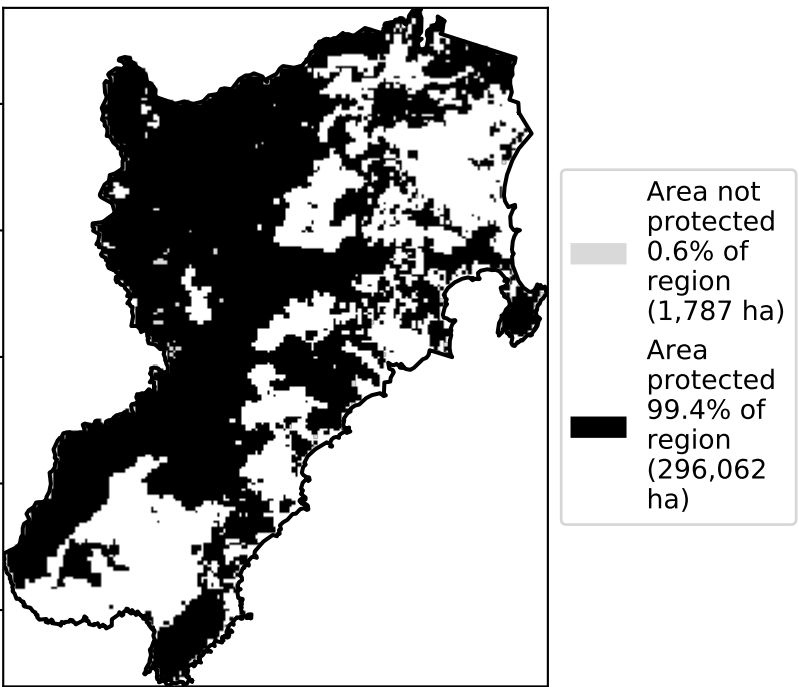 Area not
protected
0.6% of
region
(1,787 ha)
Area
protected
99.4% of
region
(296,062
ha)